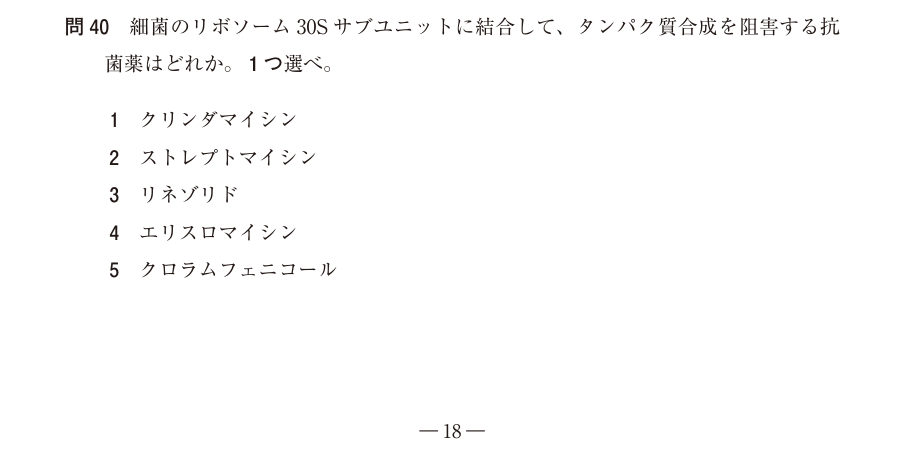 問 40 細菌のリボソーム 30S サブユニットに結合して、タンパク質合成を阻害する抗
菌薬はどれか。1つ選べ。
1 クリンダマイシン
2 ストレプトマイシン
3 リネゾリド
4 エリスロマイシン
5 クロラムフェニコール
― 18 ―